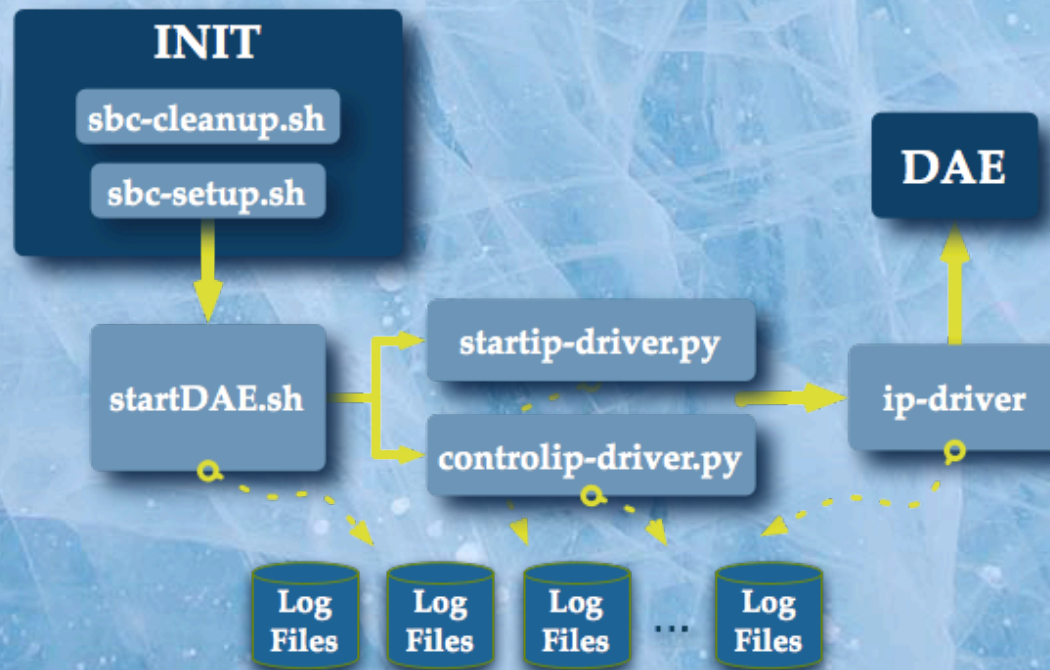 INIT
sbc-cleanup.sh
sbc-setup.sh
DAE
startDAE.sh
startip-driver.py
controlip-driver.py
ip-driver
Log
Files
Log
Files
Log
Files
...
Log
Files